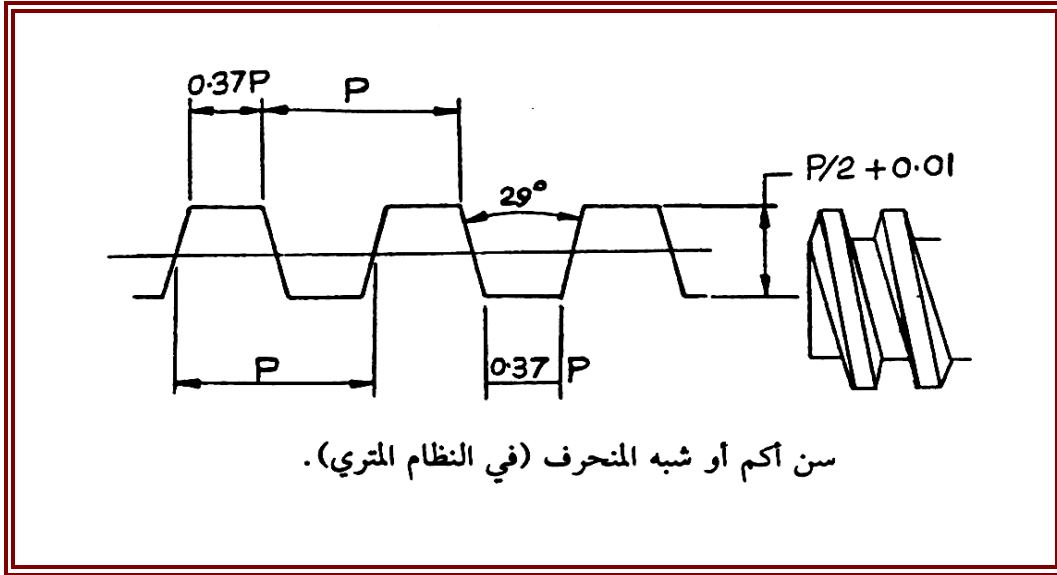 0.37P
P
29°
P/2 + 0.01
P
0.37 P
سن أكم أو شبه المنحرف (في النظام المتري).